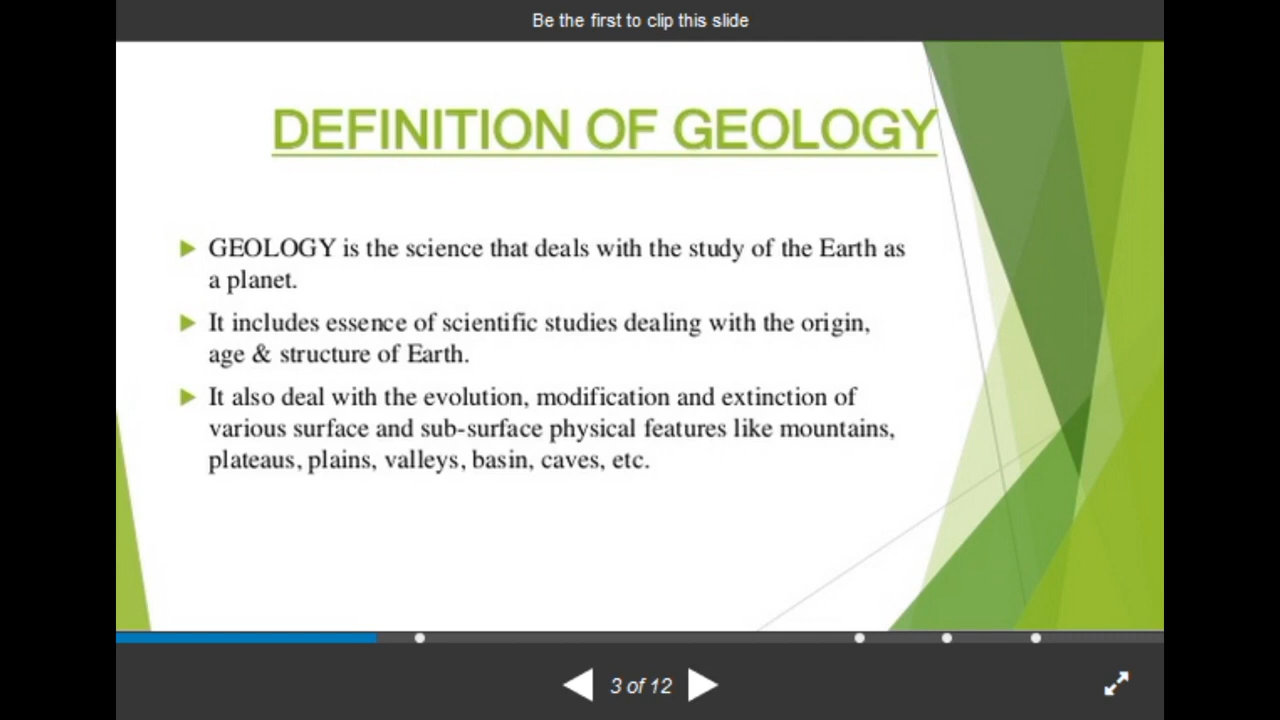 Be the first to clip this slide
DEFINITION OF GEOLOGY
GEOLOGY is the science that deals with the study of the Earth as
a planet.
It includes essence of scientific studies dealing with the origin,
age & structure of Earth.
It also deal with the evolution, modification and extinction of
various surface and sub-surface physical features like mountains,
plateaus, plains, valleys, basin, caves, etc.
3 of 12